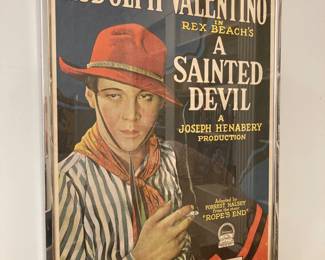 RUDOLPH VALENTINO
IN
REX BEACH'S
A
SAINTED
DEVIL
A
JOSEPH HENABERY
PRODUCTION
Adapted by
FORREST HALSEY
from the story
"ROPE'S END"